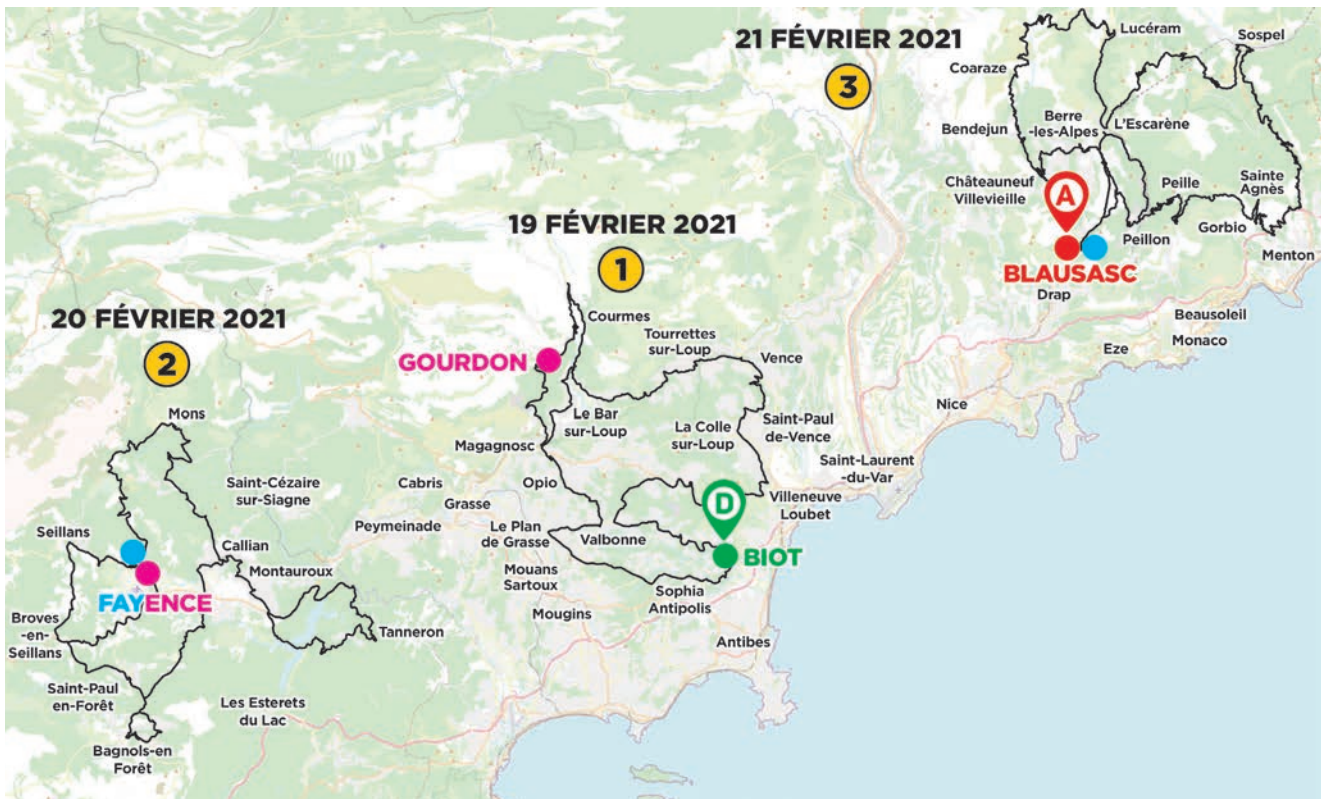 21 FÉVRIER 2021
3
Lucéram
Sospel
Coaraze
Bendejun
Berre
-les-Alpes
L'Escarène
Châteauneuf
Villevieille
A
Peille
Sainte
Agnès
Peillon
Gorbio
Menton
BLAUSASC
Drap
Beausoleil
Monaco
Eze
Nice
19 FÉVRIER 2021
1
Courmes
Tourrettes
sur-Loup
Vence
GOURDON
Le Bar
sur-Loup
La Colle
sur-Loup
Saint-Paul
de-Vence
Magagnosc
Saint-Laurent
-du-Var
Opio
Cabris
Grasse
D
Villeneuve
Loubet
Peymeinade
Le Plan
de Grasse
Valbonne
BIOT
Mouans
Sartoux
Sophia
Antipolis
Mougins
Antibes
20 FÉVRIER 2021
2
Mons
Saint-Cézaire
sur-Siagne
Seillans
Callian
Montauroux
FAYENCE
Broves
-en-
Seillans
Tanneron
Saint-Paul
en-Forêt
Les Esterets
du Lac
Bagnols-en
Forêt